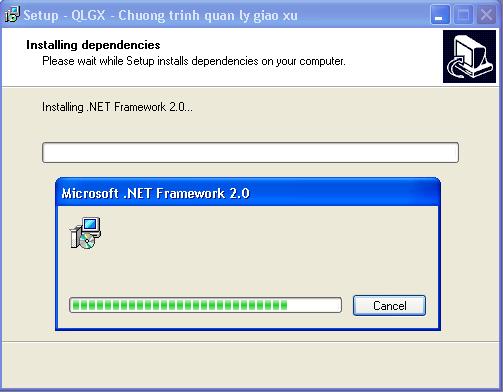 Setup - QLGX - Chuong trinh quan ly giao xu
Installing dependencies
Please wait while Setup installs dependencies on your computer.
Installing .NET Framework 2.0...
Microsoft .NET Framework 2.0
Cancel